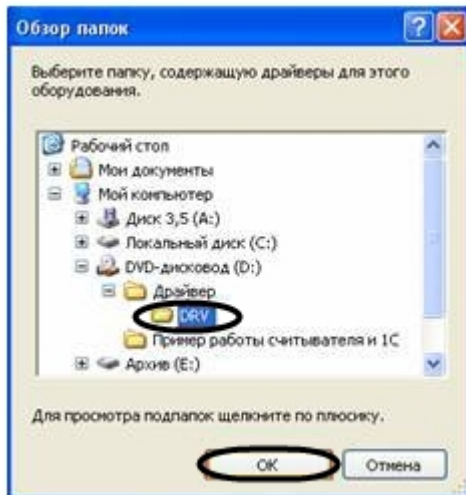 Обзор папок
Выберите папку, содержащую драйверы для этого
оборудования.
Рабочий стол
Мои документы
Мой компьютер
Диск 3,5 (A:)
Локальный диск (C:)
DVD-дисковод (D:)
Драйвер
DRV
Пример работы считывателя и 1С
Архив (E:)
Для просмотра подпапок щелкните по плюсику.
ОК
Отмена